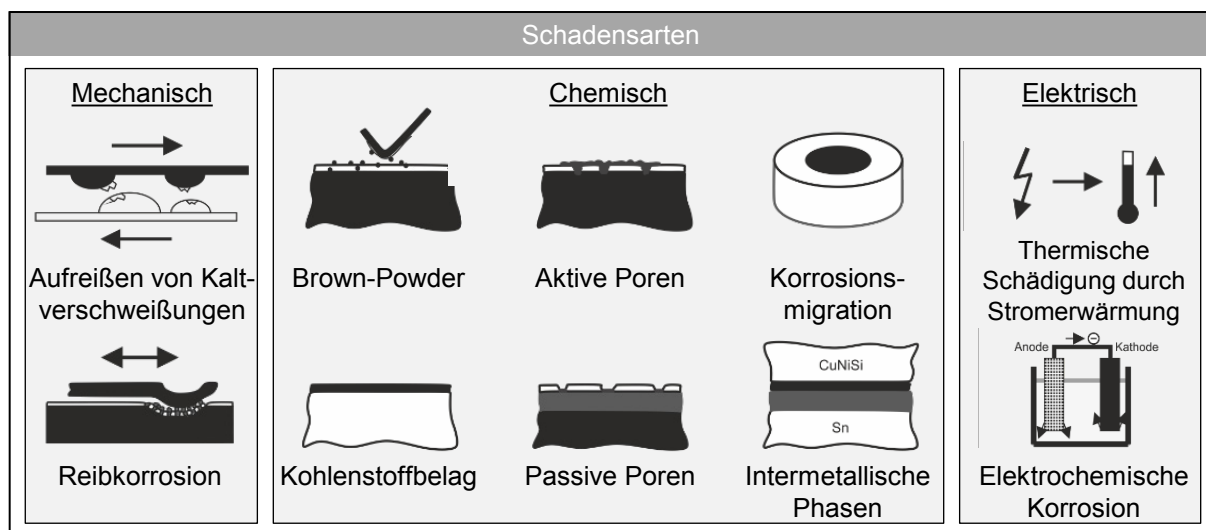 Schadensarten
Mechanisch
Aufreißen von Kalt-
verschweißungen
Reibkorrosion
Chemisch
Brown-Powder
Aktive Poren
Korrosions-
migration
Kohlenstoffbelag
Passive Poren
CuNiSi
Sn
Intermetallische
Phasen
Elektrisch
Thermische
Schädigung durch
Stromerwärmung
Anode
Kathode
Elektrochemische
Korrosion